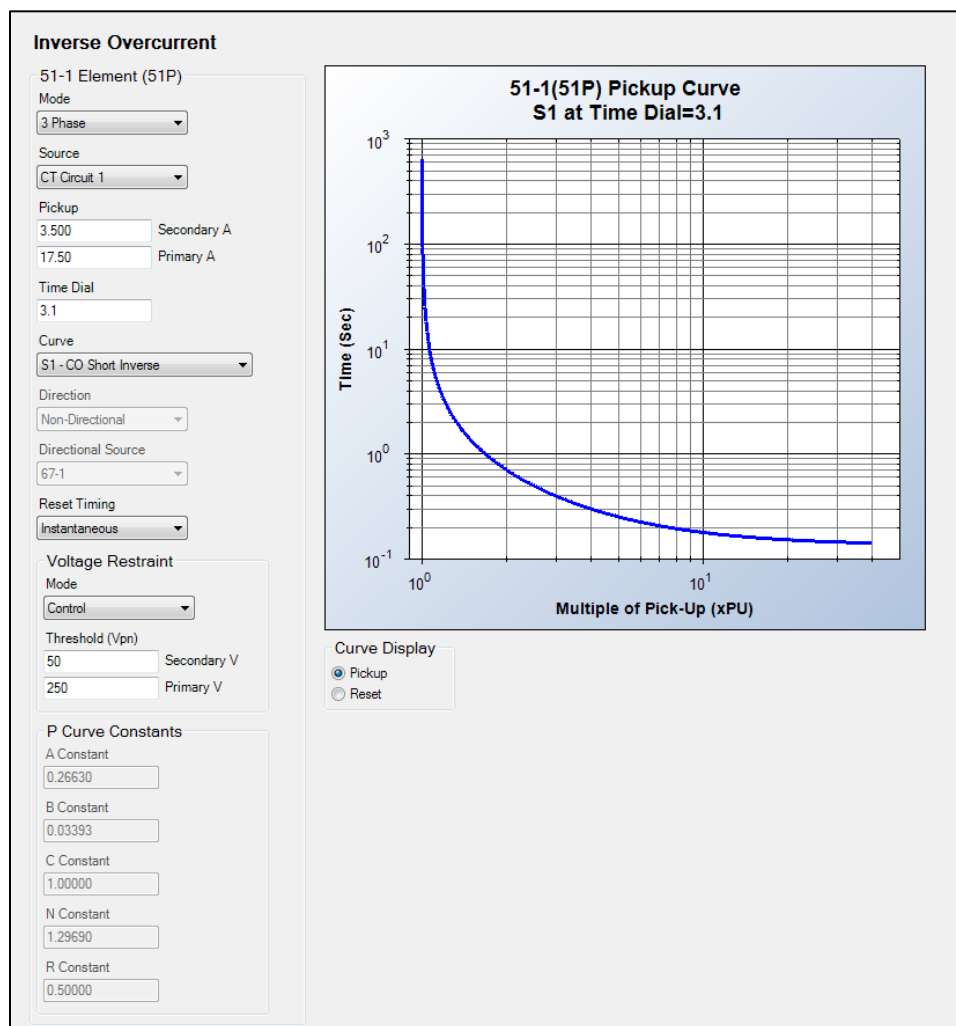 Inverse Overcurrent
51-1 Element (51P)
Mode
3 Phase
Source
CT Circuit 1
Pickup
3.500 Secondary A
17.50 Primary A
Time Dial
3.1
Curve
S1 - CO Short Inverse
Direction
Non-Directional
Directional Source
67-1
Reset Timing
Instantaneous
Voltage Restraint
Mode
Control
Threshold (Vpn)
50 Secondary V
250 Primary V
P Curve Constants
A Constant
0.26630
B Constant
0.03393
C Constant
1.00000
N Constant
1.29690
R Constant
0.50000
51-1(51P) Pickup Curve
S1 at Time Dial=3.1
Time (Sec)
10³
10²
10¹
10⁰
10⁻¹
10⁰ 10¹
Multiple of Pick-Up (xPU)
Curve Display
Pickup
Reset